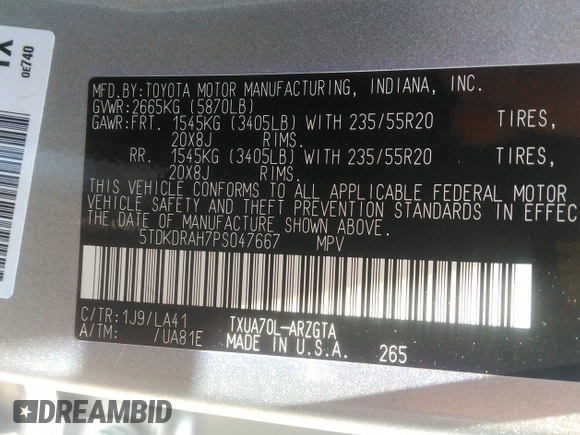 0E740
MFD.BY:TOYOTA MOTOR MANUFACTURING, INDIANA, INC.
GVWR:2665KG (5870LB)
GAWR:FRT. 1545KG (3405LB) WITH 235/55R20 TIRES,
20X8J RIMS.
RR. 1545KG (3405LB) WITH 235/55R20 TIRES,
20X8J RIMS.
THIS VEHICLE CONFORMS TO ALL APPLICABLE FEDERAL MOTOR
VEHICLE SAFETY AND THEFT PREVENTION STANDARDS IN EFFEC
THE DATE OF MANUFACTURE SHOWN ABOVE.
5TDKDRAH7PS047667 MPV
C/TR:1J9/LA41 TXUA70L-ARZGTA
A/TM: /UA81E MADE IN U.S.A. 265
DREAMBID